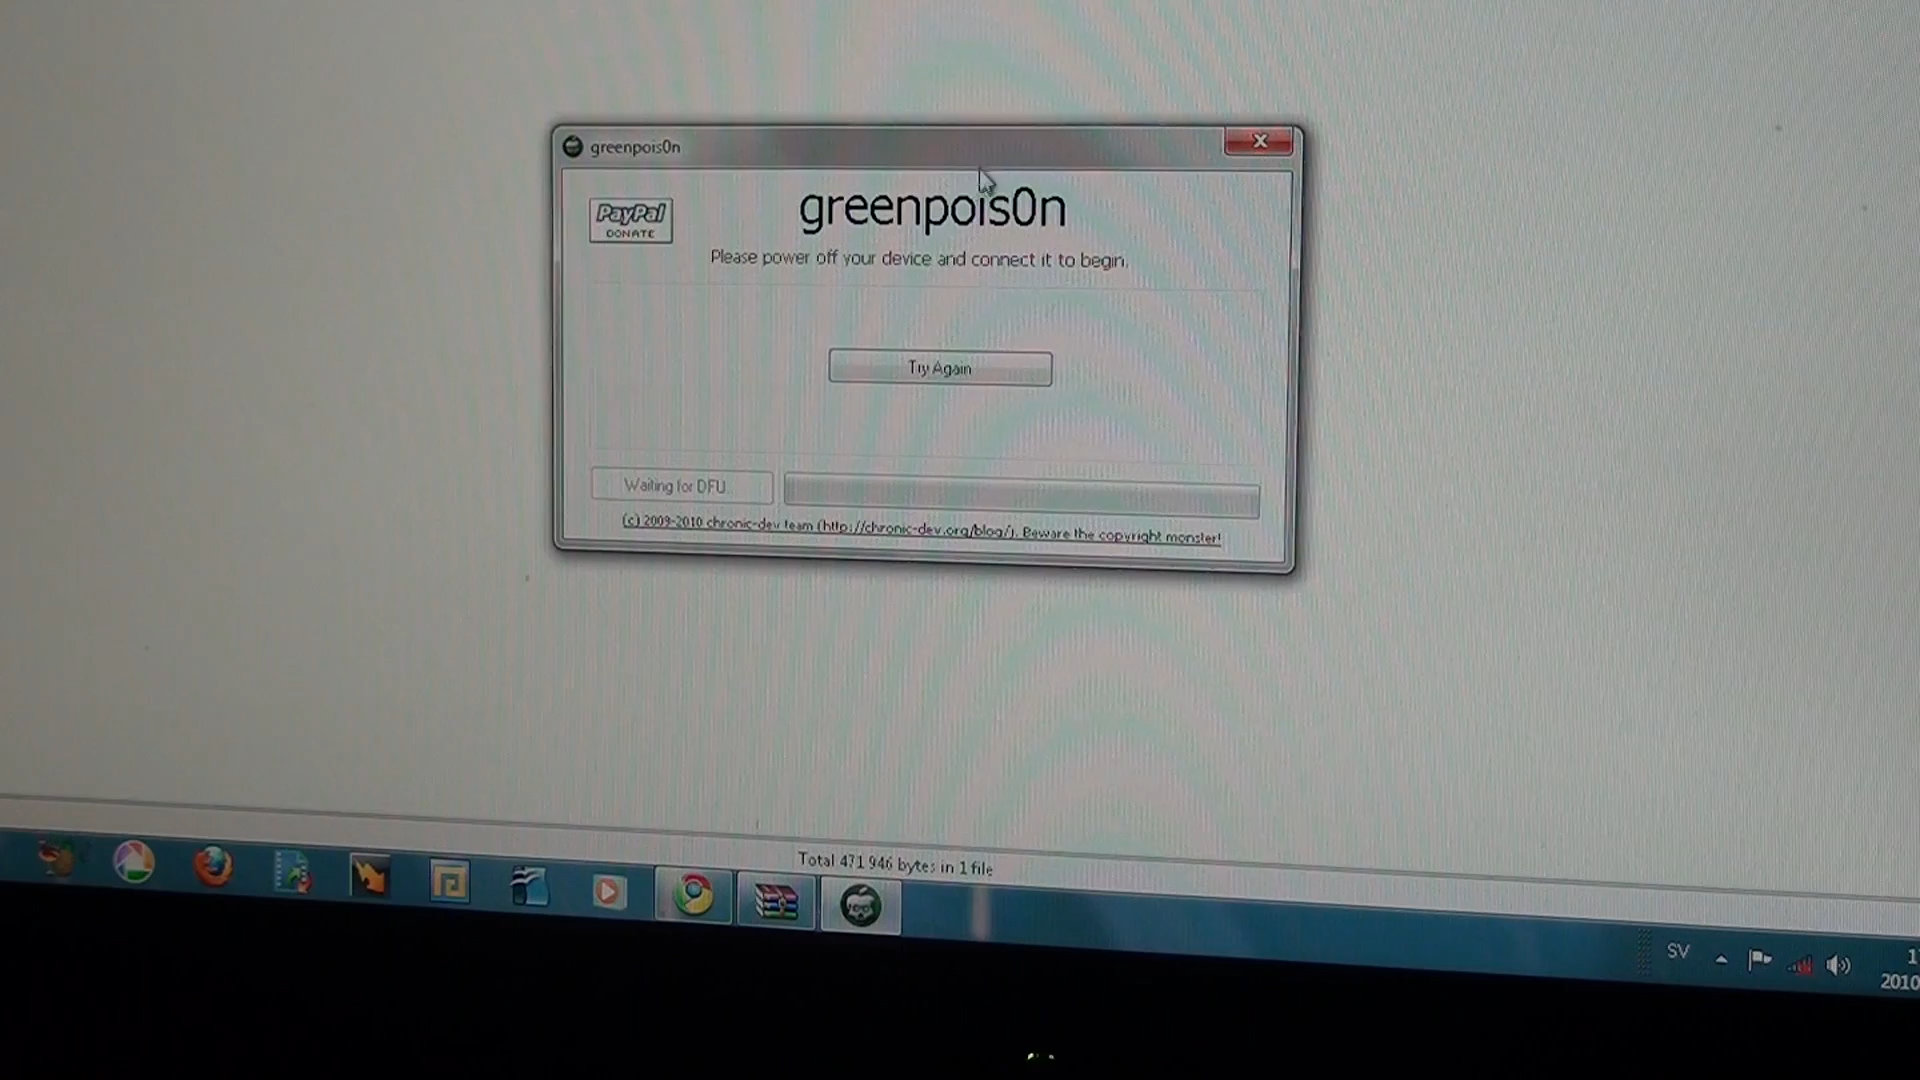 greenpois0n
PayPal
DONATE
greenpois0n
Please power off your device and connect it to begin.
Try Again
Waiting for DFU
(c) 2009-2010 chronic-dev team (http://chronic-dev.org/blog/). Beware the copyright monster!
Total 471 946 bytes in 1 file
SV
2010